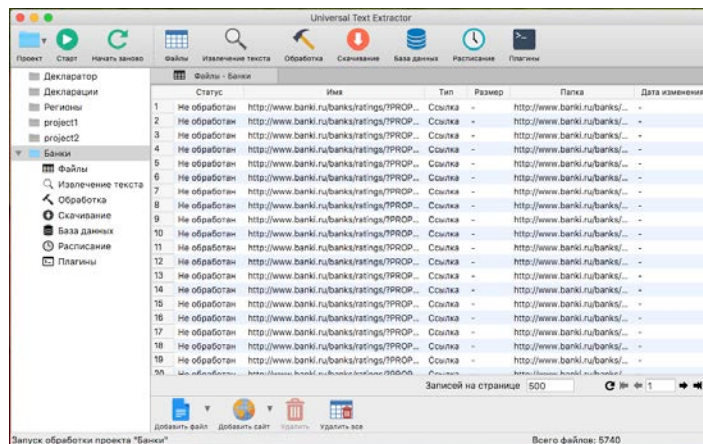 Universal Text Extractor
Проект Старт Начать заново Файлы Извлечение текста Обработка Скачивание База данных Расписание Плагины
Декларатор
Декларации
Регионы
project1
project2
Банки
Файлы
Извлечение текста
Обработка
Скачивание
База данных
Расписание
Плагины
Файлы - Банки
Статус Имя Тип Размер Папка Дата изменения
1 Не обработан http://www.banki.ru/banks/ratings/?PROP... Ссылка - http://www.banki.ru/banks/... -
2 Не обработан http://www.banki.ru/banks/ratings/?PROP... Ссылка - http://www.banki.ru/banks/... -
3 Не обработан http://www.banki.ru/banks/ratings/?PROP... Ссылка - http://www.banki.ru/banks/... -
4 Не обработан http://www.banki.ru/banks/ratings/?PROP... Ссылка - http://www.banki.ru/banks/... -
5 Не обработан http://www.banki.ru/banks/ratings/?PROP... Ссылка - http://www.banki.ru/banks/... -
6 Не обработан http://www.banki.ru/banks/ratings/?PROP... Ссылка - http://www.banki.ru/banks/... -
7 Не обработан http://www.banki.ru/banks/ratings/?PROP... Ссылка - http://www.banki.ru/banks/... -
8 Не обработан http://www.banki.ru/banks/ratings/?PROP... Ссылка - http://www.banki.ru/banks/... -
9 Не обработан http://www.banki.ru/banks/ratings/?PROP... Ссылка - http://www.banki.ru/banks/... -
10 Не обработан http://www.banki.ru/banks/ratings/?PROP... Ссылка - http://www.banki.ru/banks/... -
11 Не обработан http://www.banki.ru/banks/ratings/?PROP... Ссылка - http://www.banki.ru/banks/... -
12 Не обработан http://www.banki.ru/banks/ratings/?PROP... Ссылка - http://www.banki.ru/banks/... -
13 Не обработан http://www.banki.ru/banks/ratings/?PROP... Ссылка - http://www.banki.ru/banks/... -
14 Не обработан http://www.banki.ru/banks/ratings/?PROP... Ссылка - http://www.banki.ru/banks/... -
15 Не обработан http://www.banki.ru/banks/ratings/?PROP... Ссылка - http://www.banki.ru/banks/... -
16 Не обработан http://www.banki.ru/banks/ratings/?PROP... Ссылка - http://www.banki.ru/banks/... -
17 Не обработан http://www.banki.ru/banks/ratings/?PROP... Ссылка - http://www.banki.ru/banks/... -
18 Не обработан http://www.banki.ru/banks/ratings/?PROP... Ссылка - http://www.banki.ru/banks/... -
19 Не обработан http://www.banki.ru/banks/ratings/?PROP... Ссылка - http://www.banki.ru/banks/... -
Записей на странице 500 1
Добавить файл Добавить сайт Удалить Удалить все
Запуск обработки проекта "Банки" Всего файлов: 5740